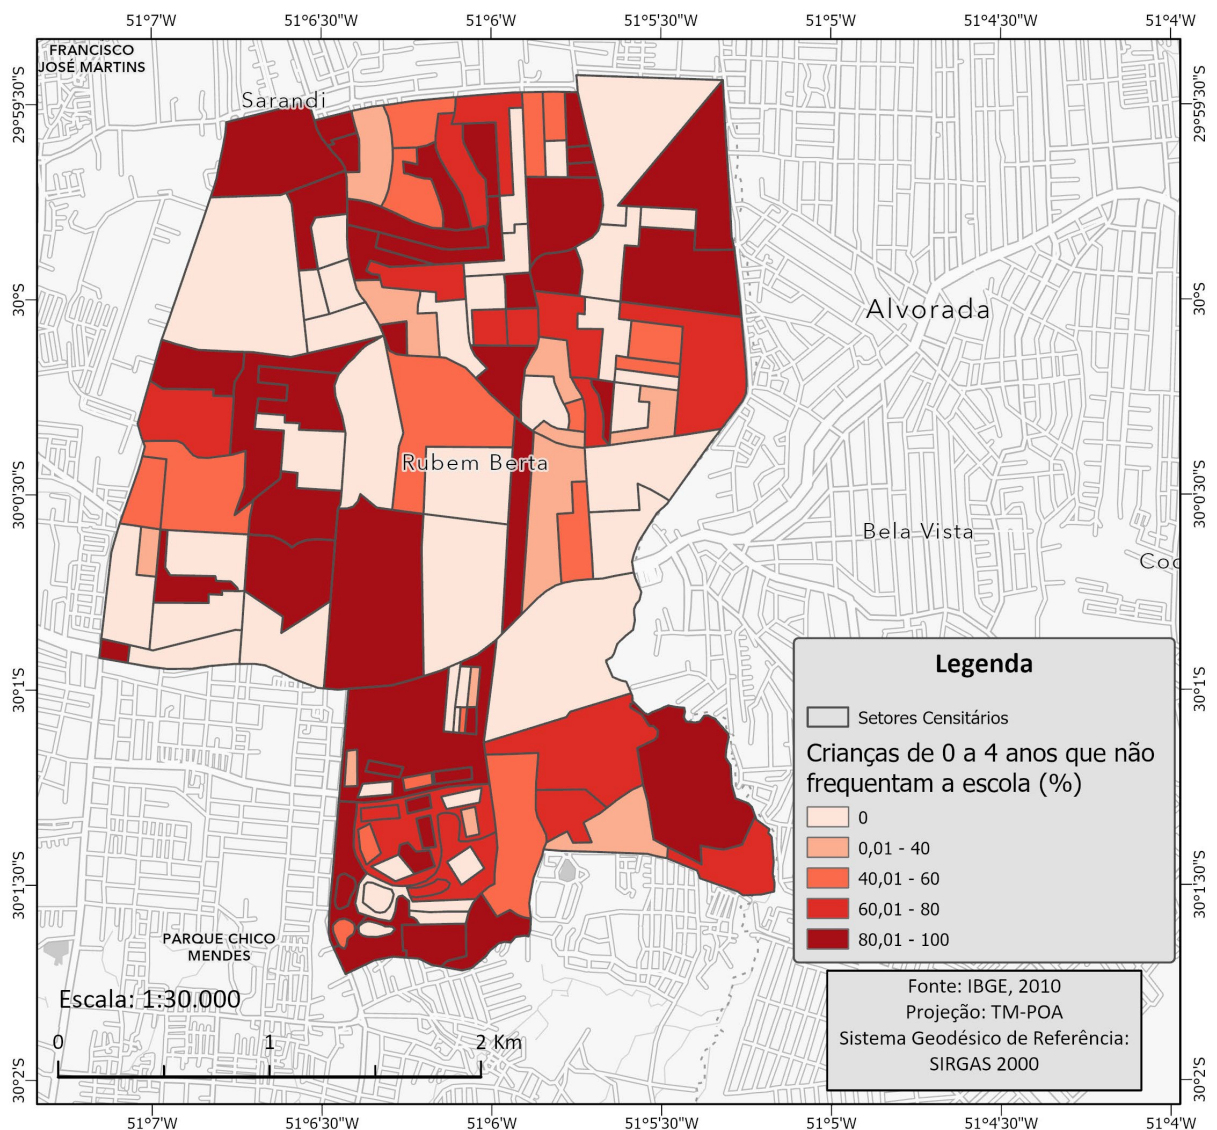 51°7'W 51°6'30"W 51°6'W 51°5'30"W 51°5'W 51°4'30"W 51°4'W
FRANCISCO
JOSÉ MARTINS
Sarandi
29°59'30"S 29°59'30"S
30°S 30°S
Alvorada
Rubem Berta
30°0'30"S 30°0'30"S
Bela Vista
Coc
30°1'S 30°1'S
Legenda
Setores Censitários
Crianças de 0 a 4 anos que não
frequentam a escola (%)
0
0,01 - 40
40,01 - 60
60,01 - 80
80,01 - 100
30°1'30"S 30°1'30"S
PARQUE CHICO
MENDES
Escala: 1:30.000
0 1 2 Km
Fonte: IBGE, 2010
Projeção: TM-POA
Sistema Geodésico de Referência:
SIRGAS 2000
30°2'S 30°2'S
51°7'W 51°6'30"W 51°6'W 51°5'30"W 51°5'W 51°4'30"W 51°4'W